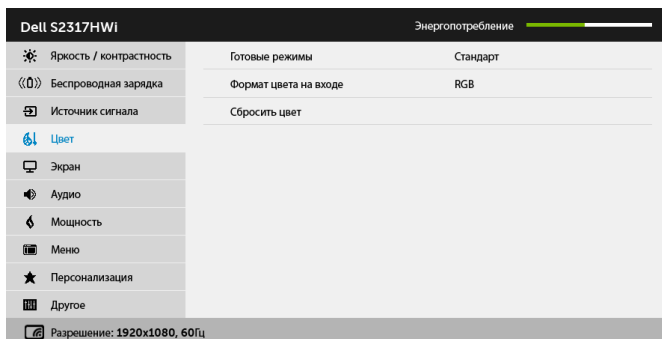 Dell S2317HWi Энергопотребление
Яркость / контрастность Готовые режимы Стандарт
Беспроводная зарядка Формат цвета на входе RGB
Источник сигнала Сбросить цвет
Цвет
Экран
Аудио
Мощность
Меню
Персонализация
Другое
Разрешение: 1920x1080, 60Гц